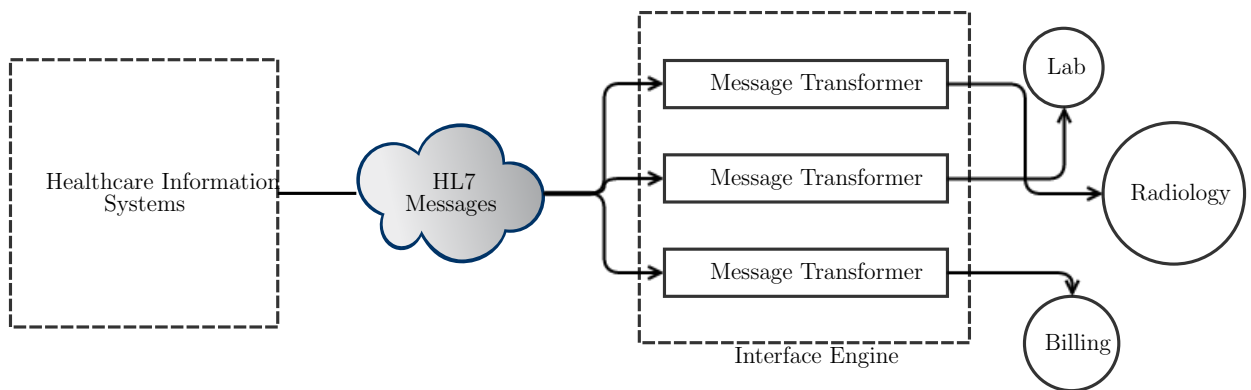 Healthcare Information
Systems
HL7
Messages
Message Transformer
Message Transformer
Message Transformer
Interface Engine
Lab
Radiology
Billing